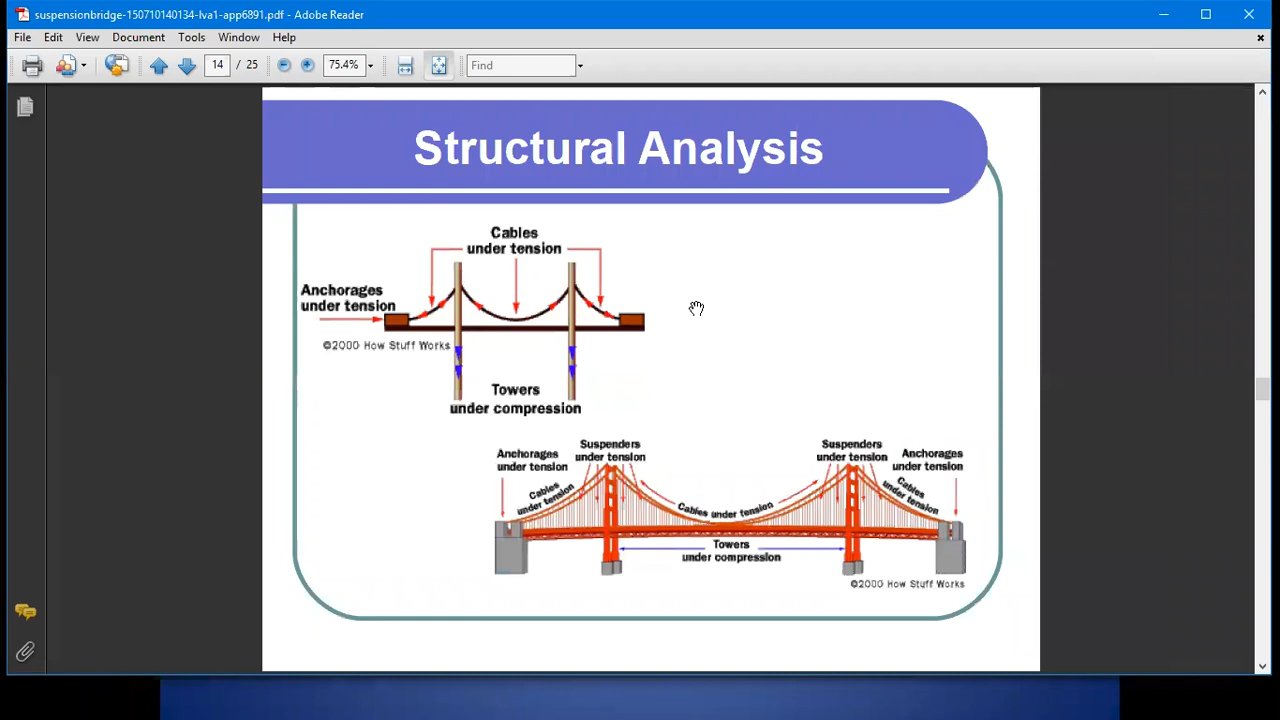 suspensionbridge-150710140134-lva1-app6891.pdf - Adobe Reader
File Edit View Document Tools Window Help
14 / 25 75.4% Find
Structural Analysis
Cables
under tension
Anchorages
under tension
©2000 How Stuff Works
Towers
under compression
Anchorages
under tension
Suspenders
under tension
Suspenders
under tension
Anchorages
under tension
Cables
under tension
Cables under tension
Cables
under tension
Towers
under compression
©2000 How Stuff Works